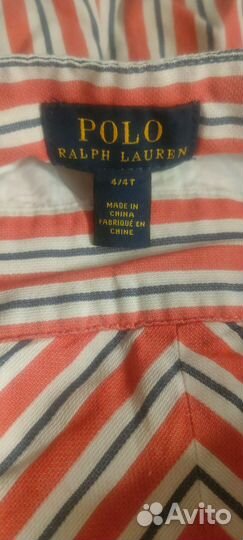 POLO
RALPH LAUREN
4/4T
MADE IN
CHINA
FABRIQUÉ EN
CHINE
Avito